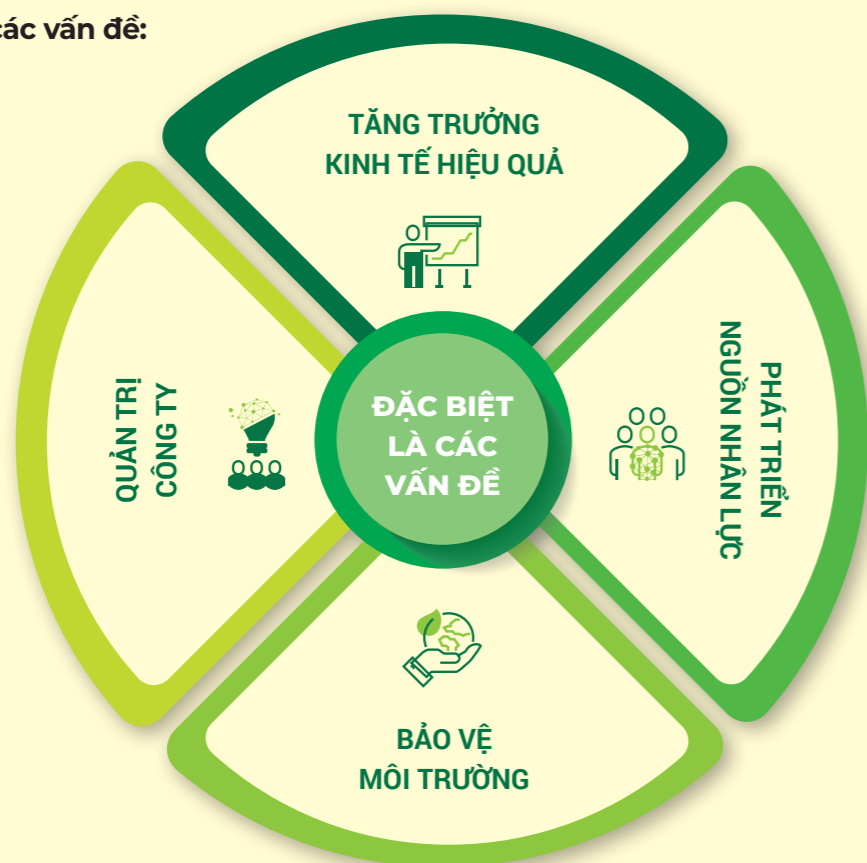 các vấn đề:
TĂNG TRƯỞNG
KINH TẾ HIỆU QUẢ
PHÁT TRIỂN
NGUỒN NHÂN LỰC
ĐẶC BIỆT
LÀ CÁC
VẤN ĐỀ
QUẢN TRỊ
CÔNG TY
BẢO VỆ
MÔI TRƯỜNG